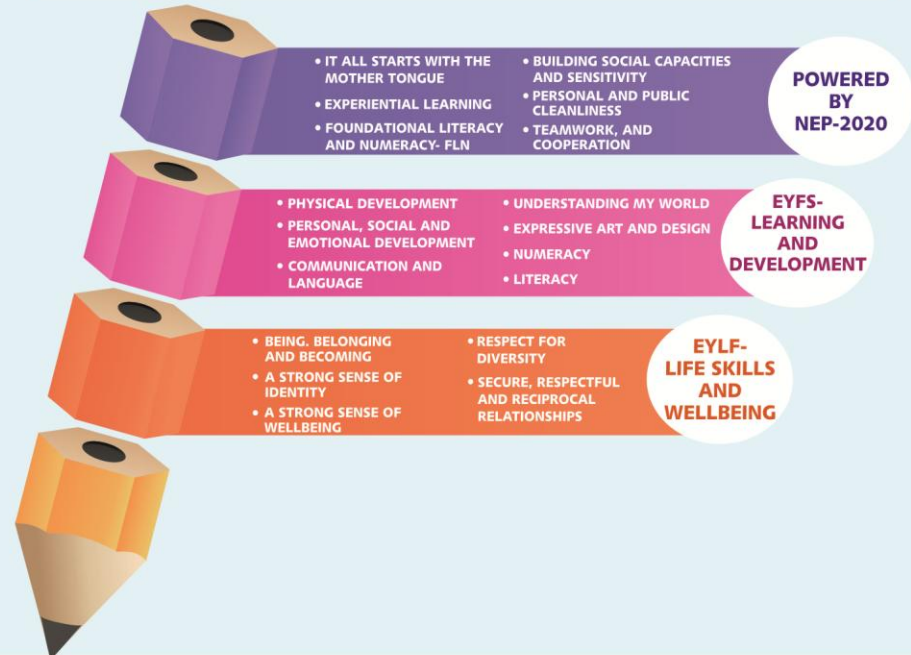 • IT ALL STARTS WITH THE
MOTHER TONGUE
• EXPERIENTIAL LEARNING
• FOUNDATIONAL LITERACY
AND NUMERACY- FLN
• BUILDING SOCIAL CAPACITIES
AND SENSITIVITY
• PERSONAL AND PUBLIC
CLEANLINESS
• TEAMWORK, AND
COOPERATION
POWERED
BY
NEP-2020
• PHYSICAL DEVELOPMENT
• PERSONAL, SOCIAL AND
EMOTIONAL DEVELOPMENT
• COMMUNICATION AND
LANGUAGE
• UNDERSTANDING MY WORLD
• EXPRESSIVE ART AND DESIGN
• NUMERACY
• LITERACY
EYFS-
LEARNING
AND
DEVELOPMENT
• BEING. BELONGING
AND BECOMING
• A STRONG SENSE OF
IDENTITY
• A STRONG SENSE OF
WELLBEING
• RESPECT FOR
DIVERSITY
• SECURE, RESPECTFUL
AND RECIPROCAL
RELATIONSHIPS
EYLF-
LIFE SKILLS
AND
WELLBEING